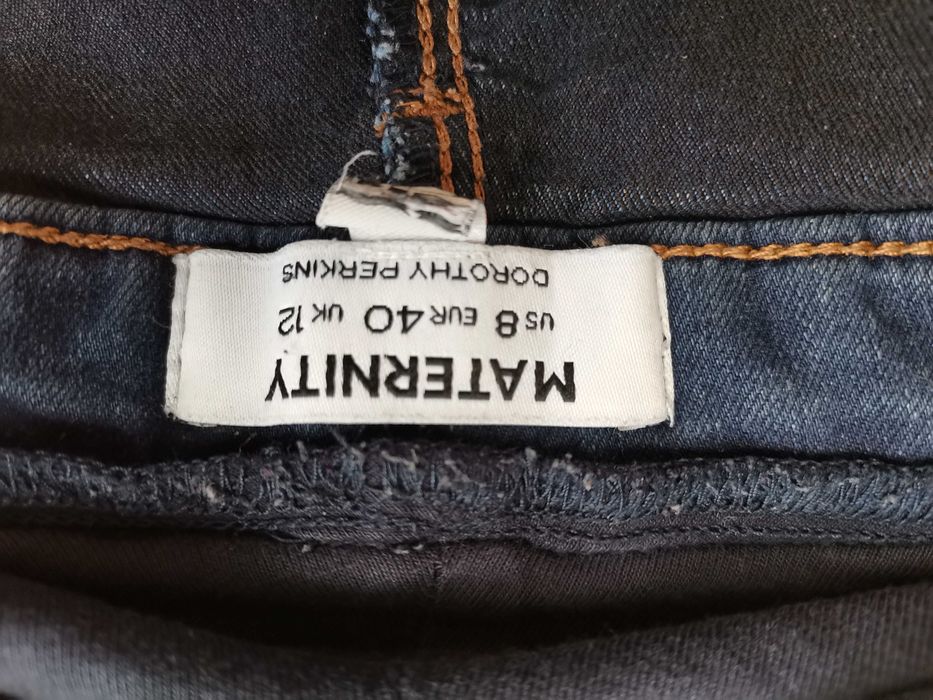 MATERNITY
US 8 EUR 40 UK 12
DOROTHY PERKINS